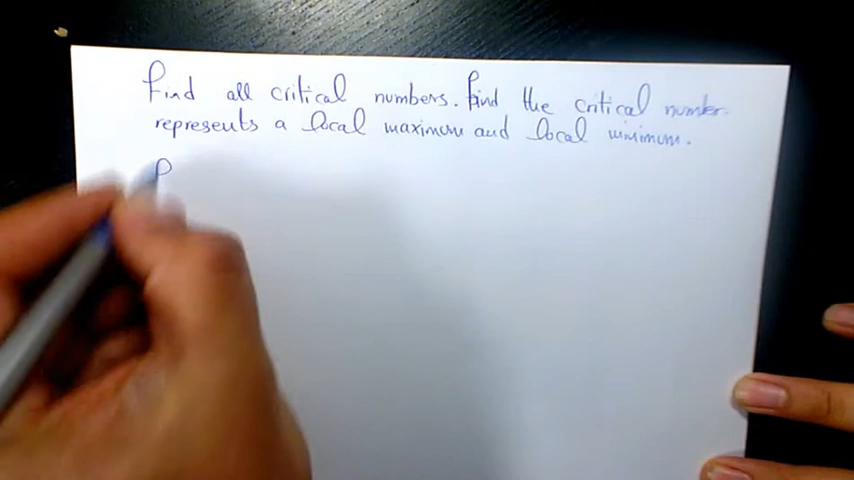 Find all critical numbers. Find the critical number
represents a local maximum and local minimum.